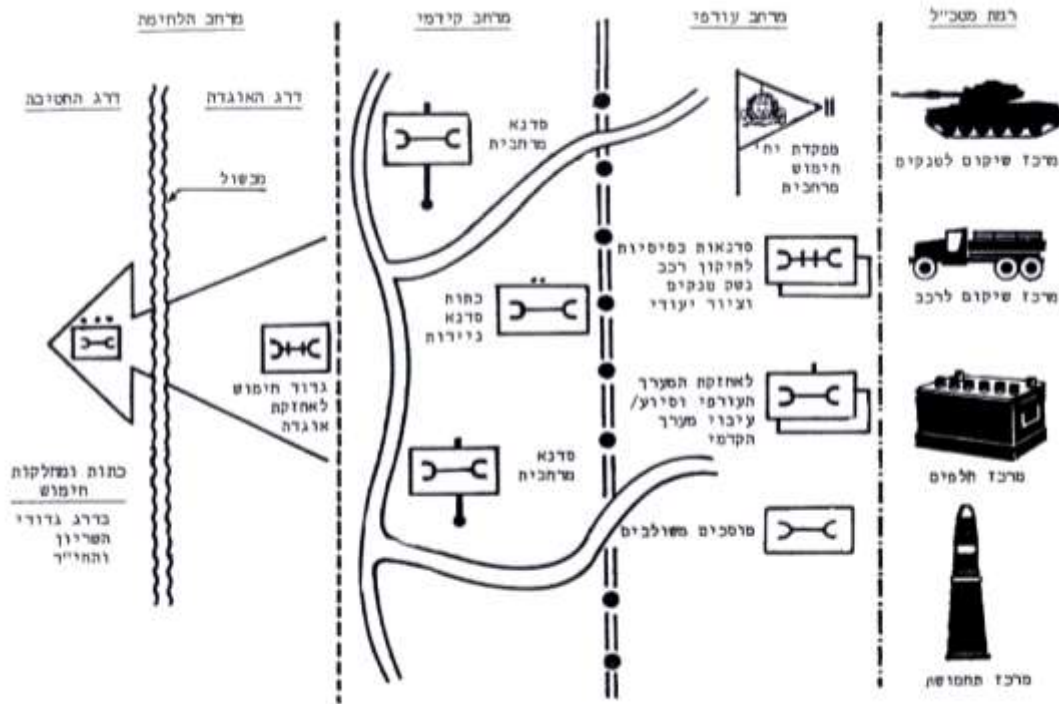 רמת מטכ״ל
מרחב עורפי
מרחב קידמי
מרחב הלחימה
דרג האוגדה
דרג החטיבה
מרכז שיקום לטנקים
מרכז שיקום לרכב
מרכז חלפים
מרכז תחמושת
מפקדת יח'
חימוש
מרחבית
סדנאות בסיסיות
לתיקון רכב
נשק טנקים
וציוד יעודי
לאחזקת המערך
העורפי וסיוע/
עיבוי מערך
הקדמי
מוסכים משולבים
סדנא
מרחבית
כתות
סדנא
ניידות
סדנא
מרחבית
מכשול
גדוד חימוש
לאחזקת
אוגדה
כתות ומחלקות
חימוש
בדרג גדודי
השריון
והחי״ר